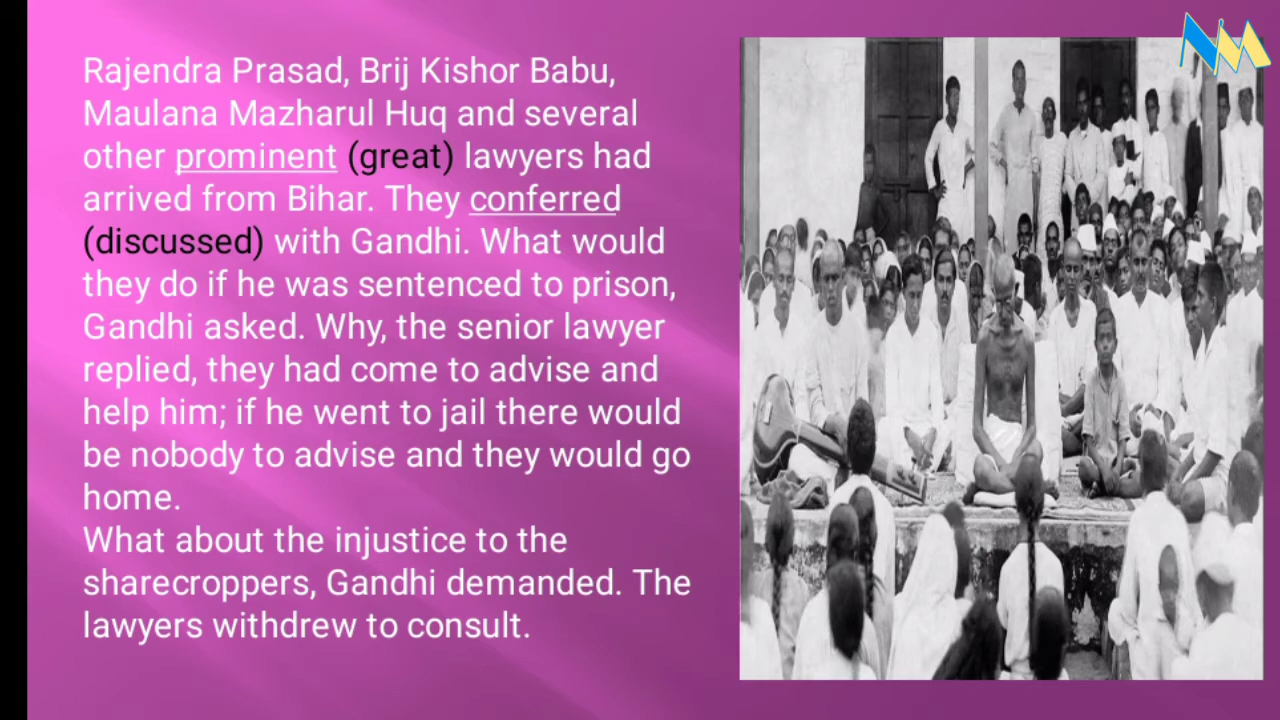 Rajendra Prasad, Brij Kishor Babu,
Maulana Mazharul Huq and several
other prominent (great) lawyers had
arrived from Bihar. They conferred
(discussed) with Gandhi. What would
they do if he was sentenced to prison,
Gandhi asked. Why, the senior lawyer
replied, they had come to advise and
help him; if he went to jail there would
be nobody to advise and they would go
home.
What about the injustice to the
sharecroppers, Gandhi demanded. The
lawyers withdrew to consult.
NM